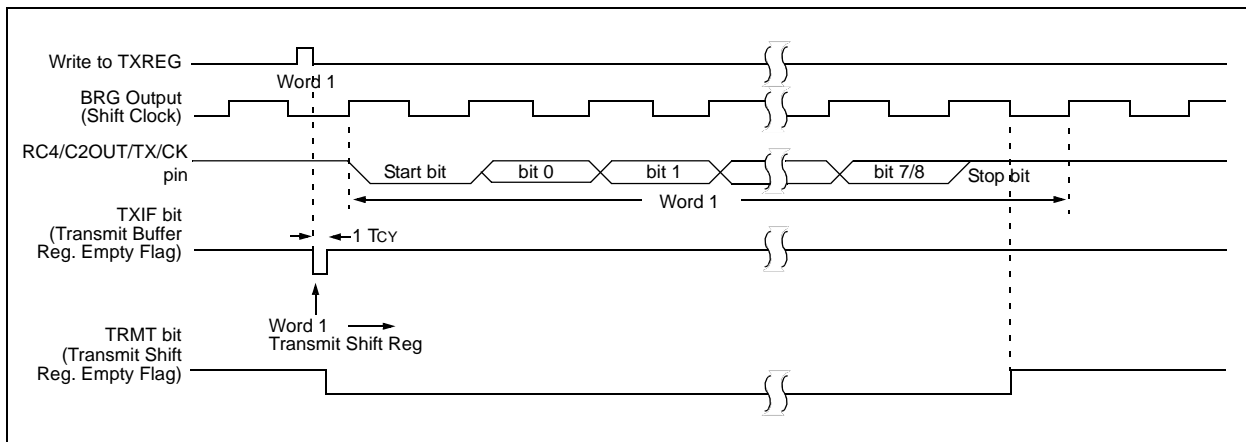 Write to TXREG
Word 1
BRG Output
(Shift Clock)
RC4/C2OUT/TX/CK
pin
Start bit
bit 0
bit 1
bit 7/8
Stop bit
Word 1
TXIF bit
(Transmit Buffer
Reg. Empty Flag)
1 TCY
Word 1
Transmit Shift Reg
TRMT bit
(Transmit Shift
Reg. Empty Flag)